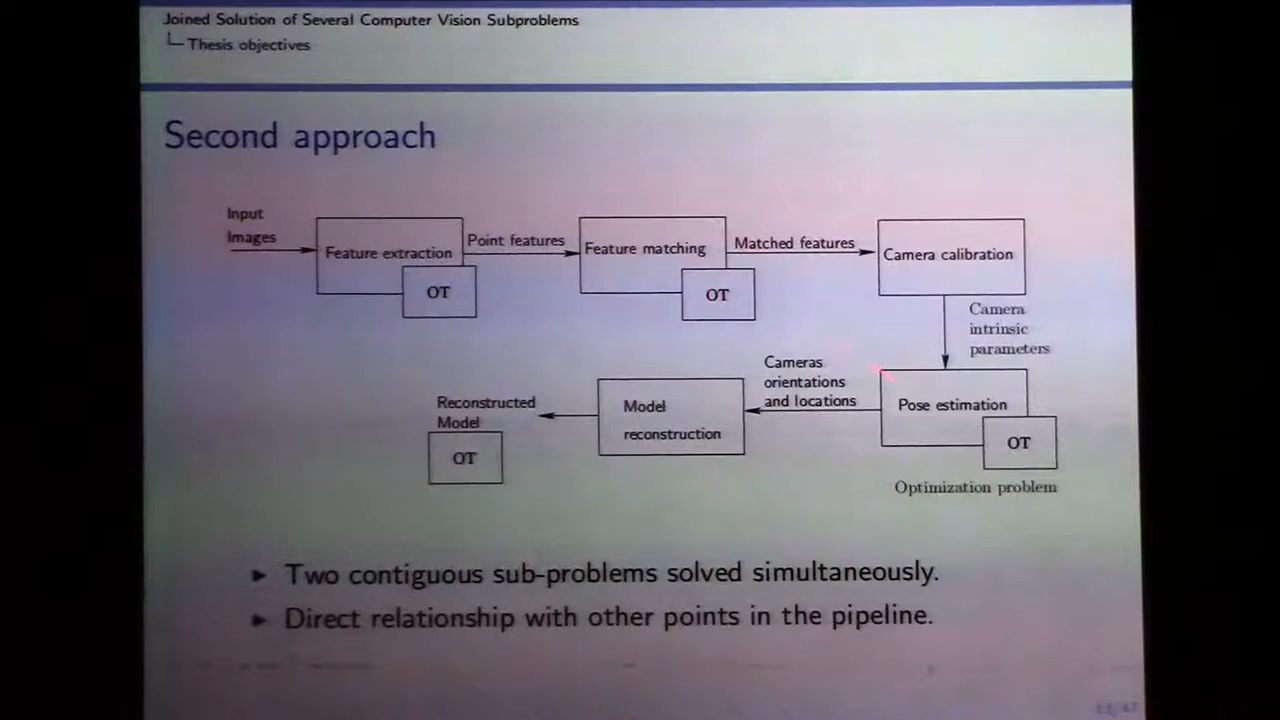 Joined Solution of Several Computer Vision Subproblems
Thesis objectives
Second approach
Input
Images
Feature extraction
OT
Point features
Feature matching
OT
Matched features
Camera calibration
Camera
intrinsic
parameters
Pose estimation
OT
Optimization problem
Cameras
orientations
and locations
Model
reconstruction
Reconstructed
Model
OT
► Two contiguous sub-problems solved simultaneously.
► Direct relationship with other points in the pipeline.